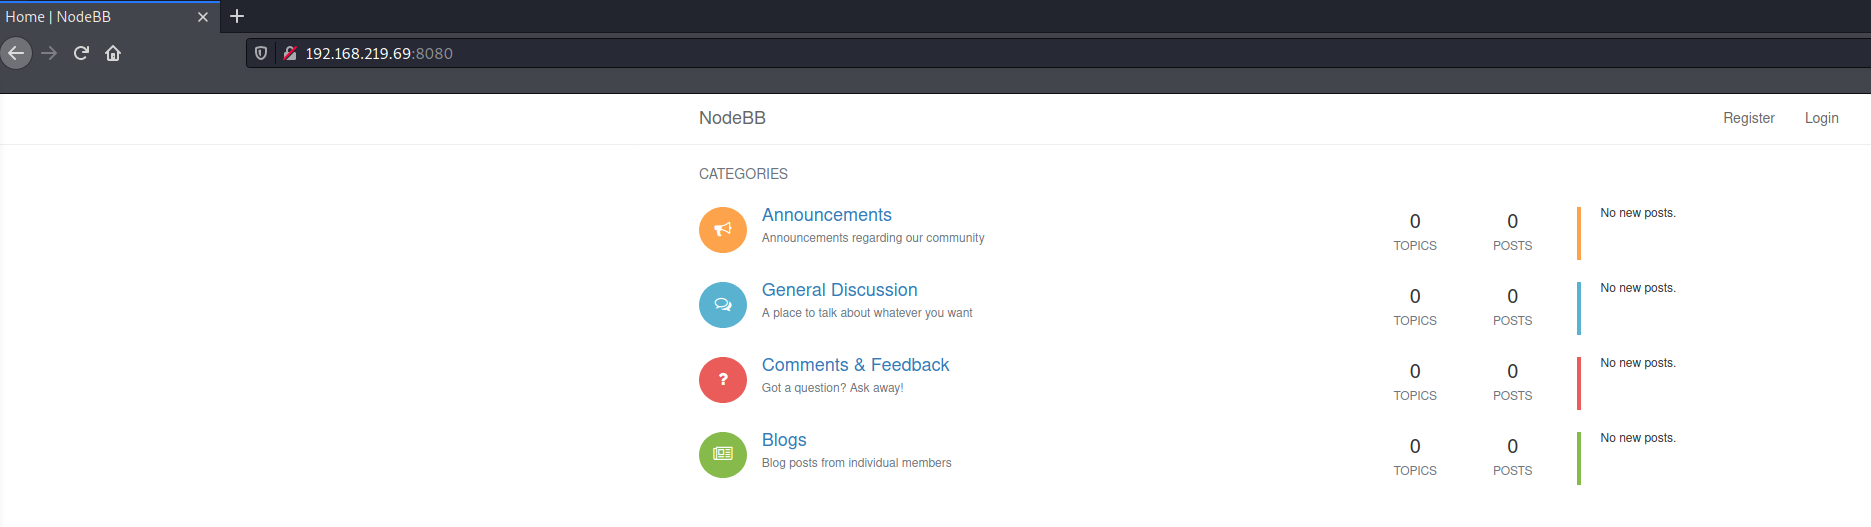 Home | NodeBB
192.168.219.69:8080
NodeBB
Register
Login
CATEGORIES
Announcements
Announcements regarding our community
0
TOPICS
0
POSTS
No new posts.
General Discussion
A place to talk about whatever you want
0
TOPICS
0
POSTS
No new posts.
Comments & Feedback
Got a question? Ask away!
0
TOPICS
0
POSTS
No new posts.
Blogs
Blog posts from individual members
0
TOPICS
0
POSTS
No new posts.